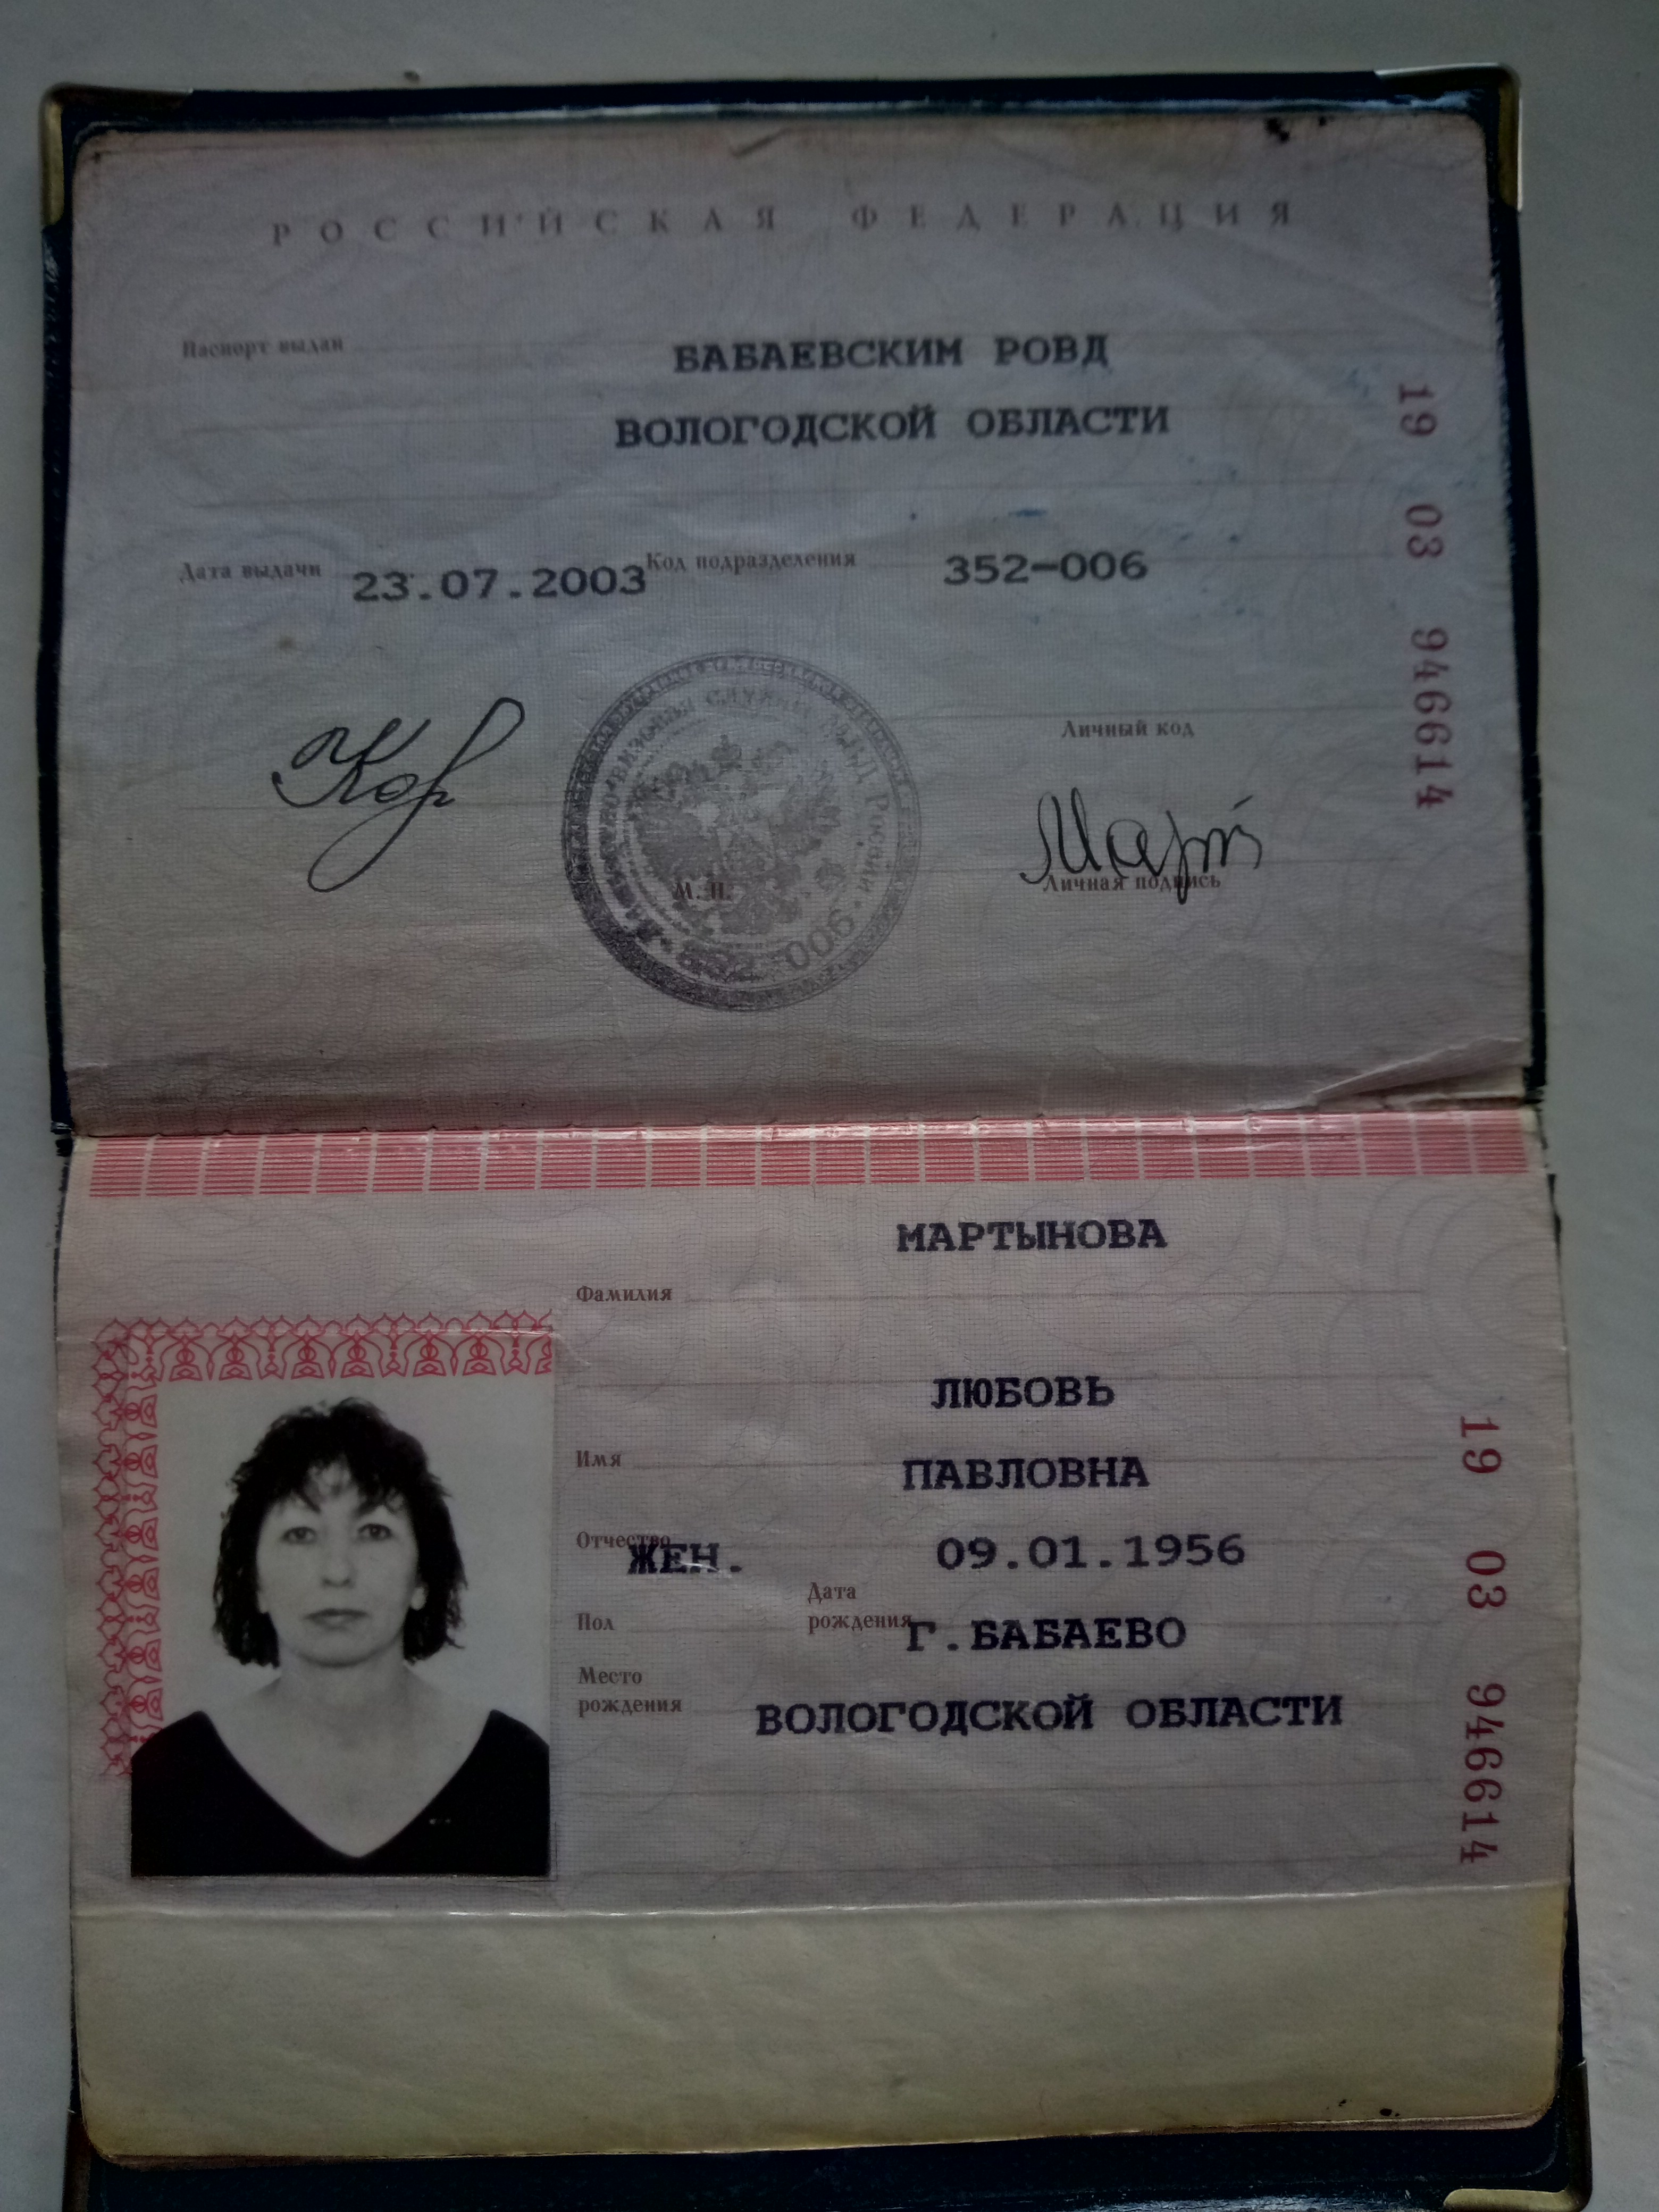 РОССИЙСКАЯ ФЕДЕРАЦИЯ
Паспорт выдан БАБАЕВСКИМ РОВД
ВОЛОГОДСКОЙ ОБЛАСТИ
Дата выдачи 23.07.2003 Код подразделения 352-006
Личный код
М.П.
Личная подпись
19 03 946614
МАРТЫНОВА
Фамилия
ЛЮБОВЬ
Имя
ПАВЛОВНА
Отчество
ЖЕН. 09.01.1956
Пол
Дата
рождения
Г.БАБАЕВО
Место
рождения
ВОЛОГОДСКОЙ ОБЛАСТИ
19 03 946614